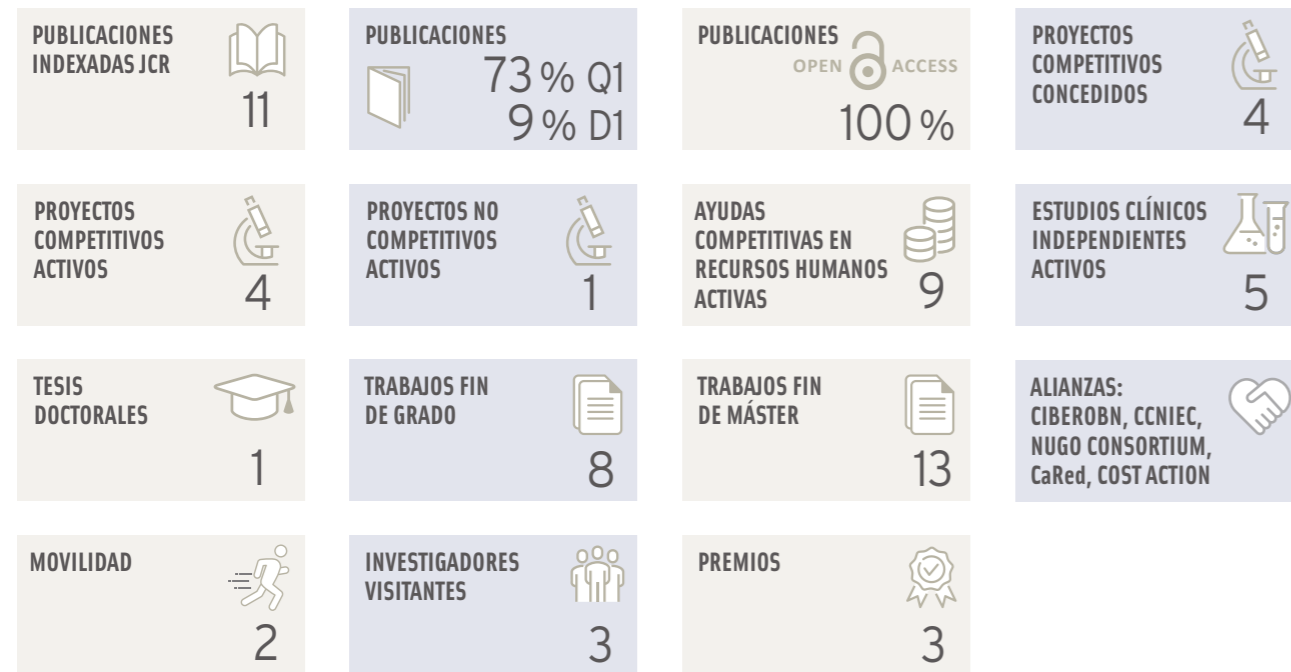 PUBLICACIONES
INDEXADAS JCR
11
PUBLICACIONES
73 % Q1
9 % D1
PUBLICACIONES
OPEN ACCESS
100 %
PROYECTOS
COMPETITIVOS
CONCEDIDOS
4
PROYECTOS
COMPETITIVOS
ACTIVOS
4
PROYECTOS NO
COMPETITIVOS
ACTIVOS
1
AYUDAS
COMPETITIVAS EN
RECURSOS HUMANOS
ACTIVAS
9
ESTUDIOS CLÍNICOS
INDEPENDIENTES
ACTIVOS
5
TESIS
DOCTORALES
1
TRABAJOS FIN
DE GRADO
8
TRABAJOS FIN
DE MÁSTER
13
ALIANZAS:
CIBEROBN, CCNIEC,
NUGO CONSORTIUM,
CaRed, COST ACTION
MOVILIDAD
2
INVESTIGADORES
VISITANTES
3
PREMIOS
3